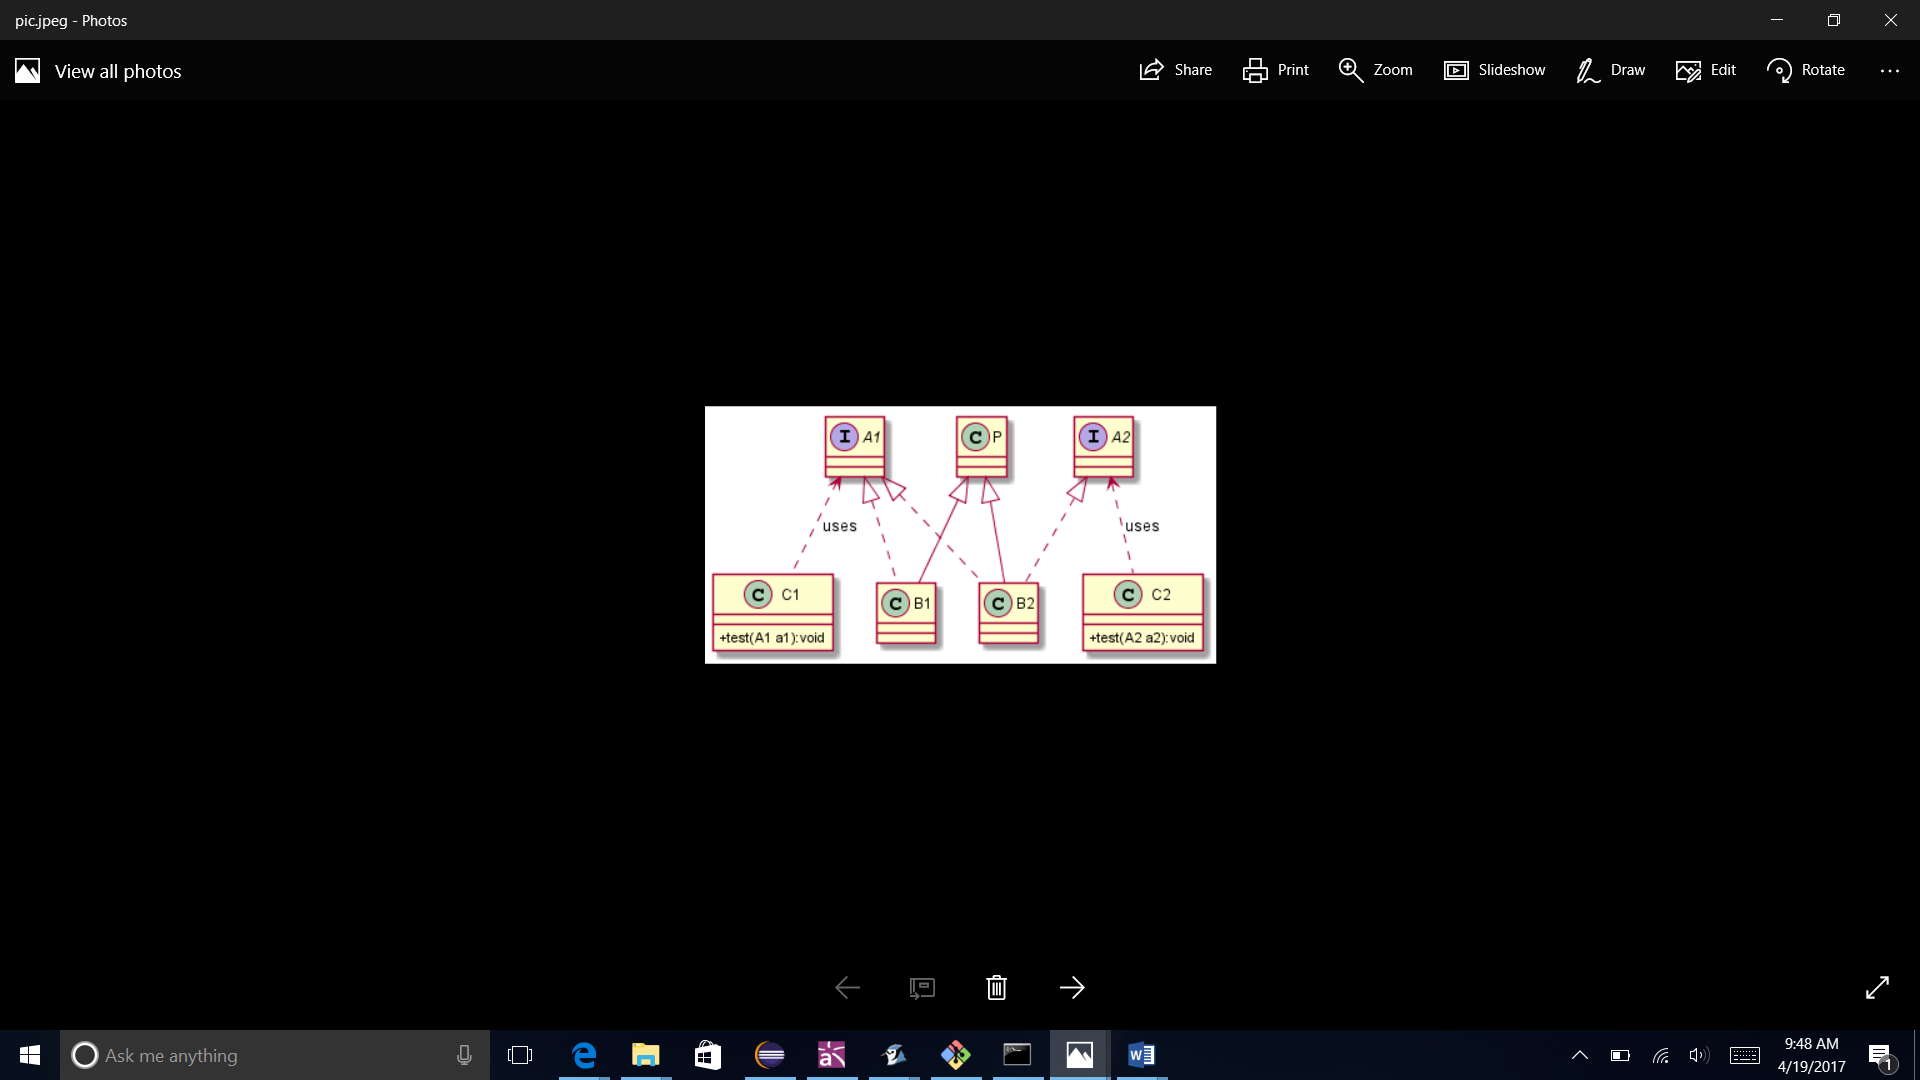 pic.jpeg - Photos
View all photos
Share Print Zoom Slideshow Draw Edit Rotate
I A1 C P I A2
uses uses
C C1 C B1 C B2 C C2
+test(A1 a1):void +test(A2 a2):void
Ask me anything
9:48 AM
4/19/2017
1